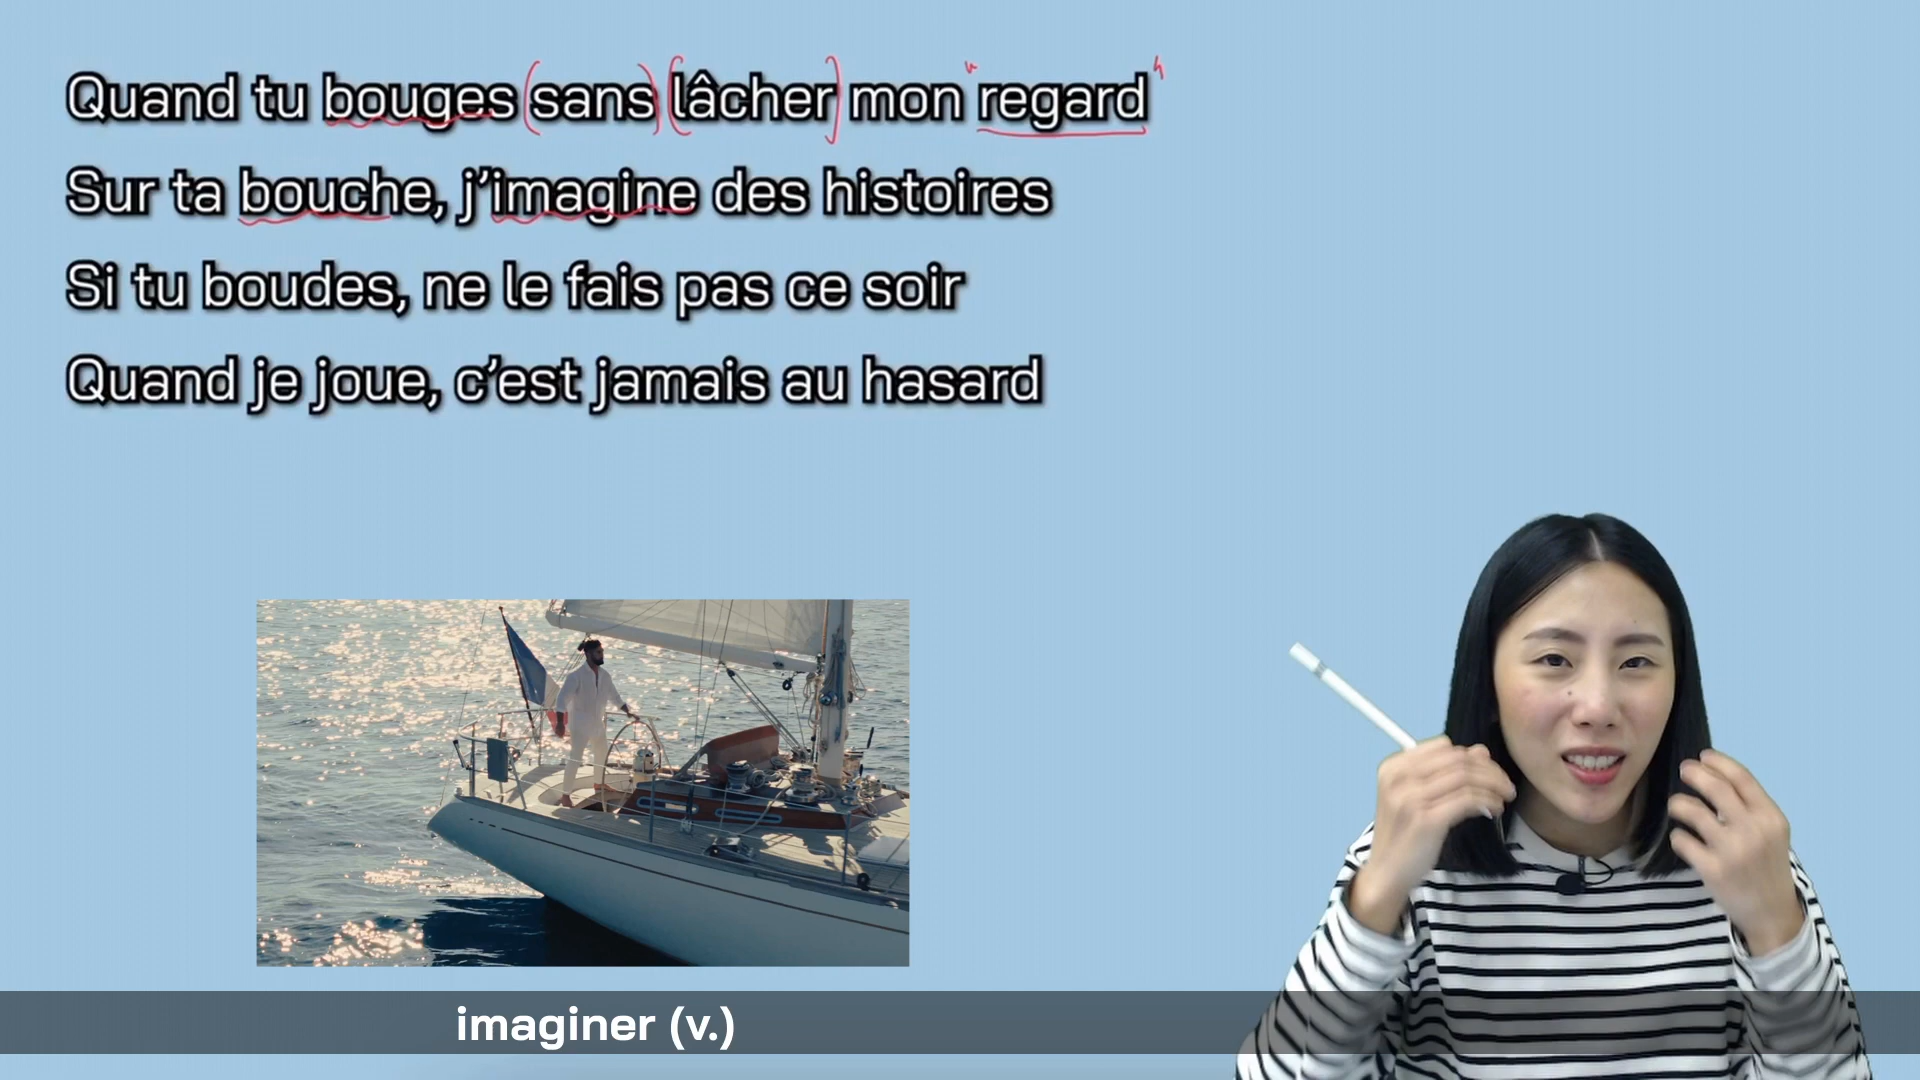 Quand tu bouges (sans) [lâcher] mon "regard"
Sur ta bouche, j'imagine des histoires
Si tu boudes, ne le fais pas ce soir
Quand je joue, c'est jamais au hasard
imaginer (v.)